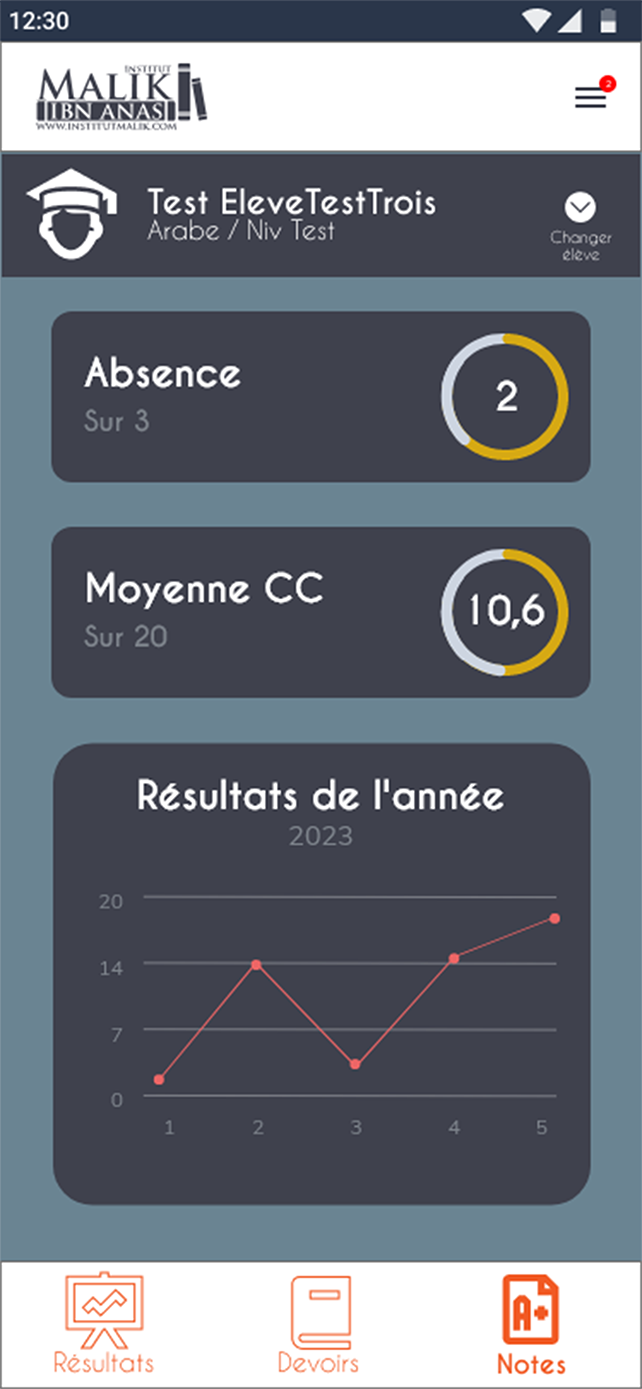 12:30
INSTITUT
MALIK
IBN ANAS
WWW.INSTITUTMALIK.COM
2
Test EleveTestTrois
Arabe / Niv Test
Changer
élève
Absence
Sur 3
2
Moyenne CC
Sur 20
10,6
Résultats de l'année
2023
20
14
7
0
1 2 3 4 5
A+
Résultats Devoirs Notes